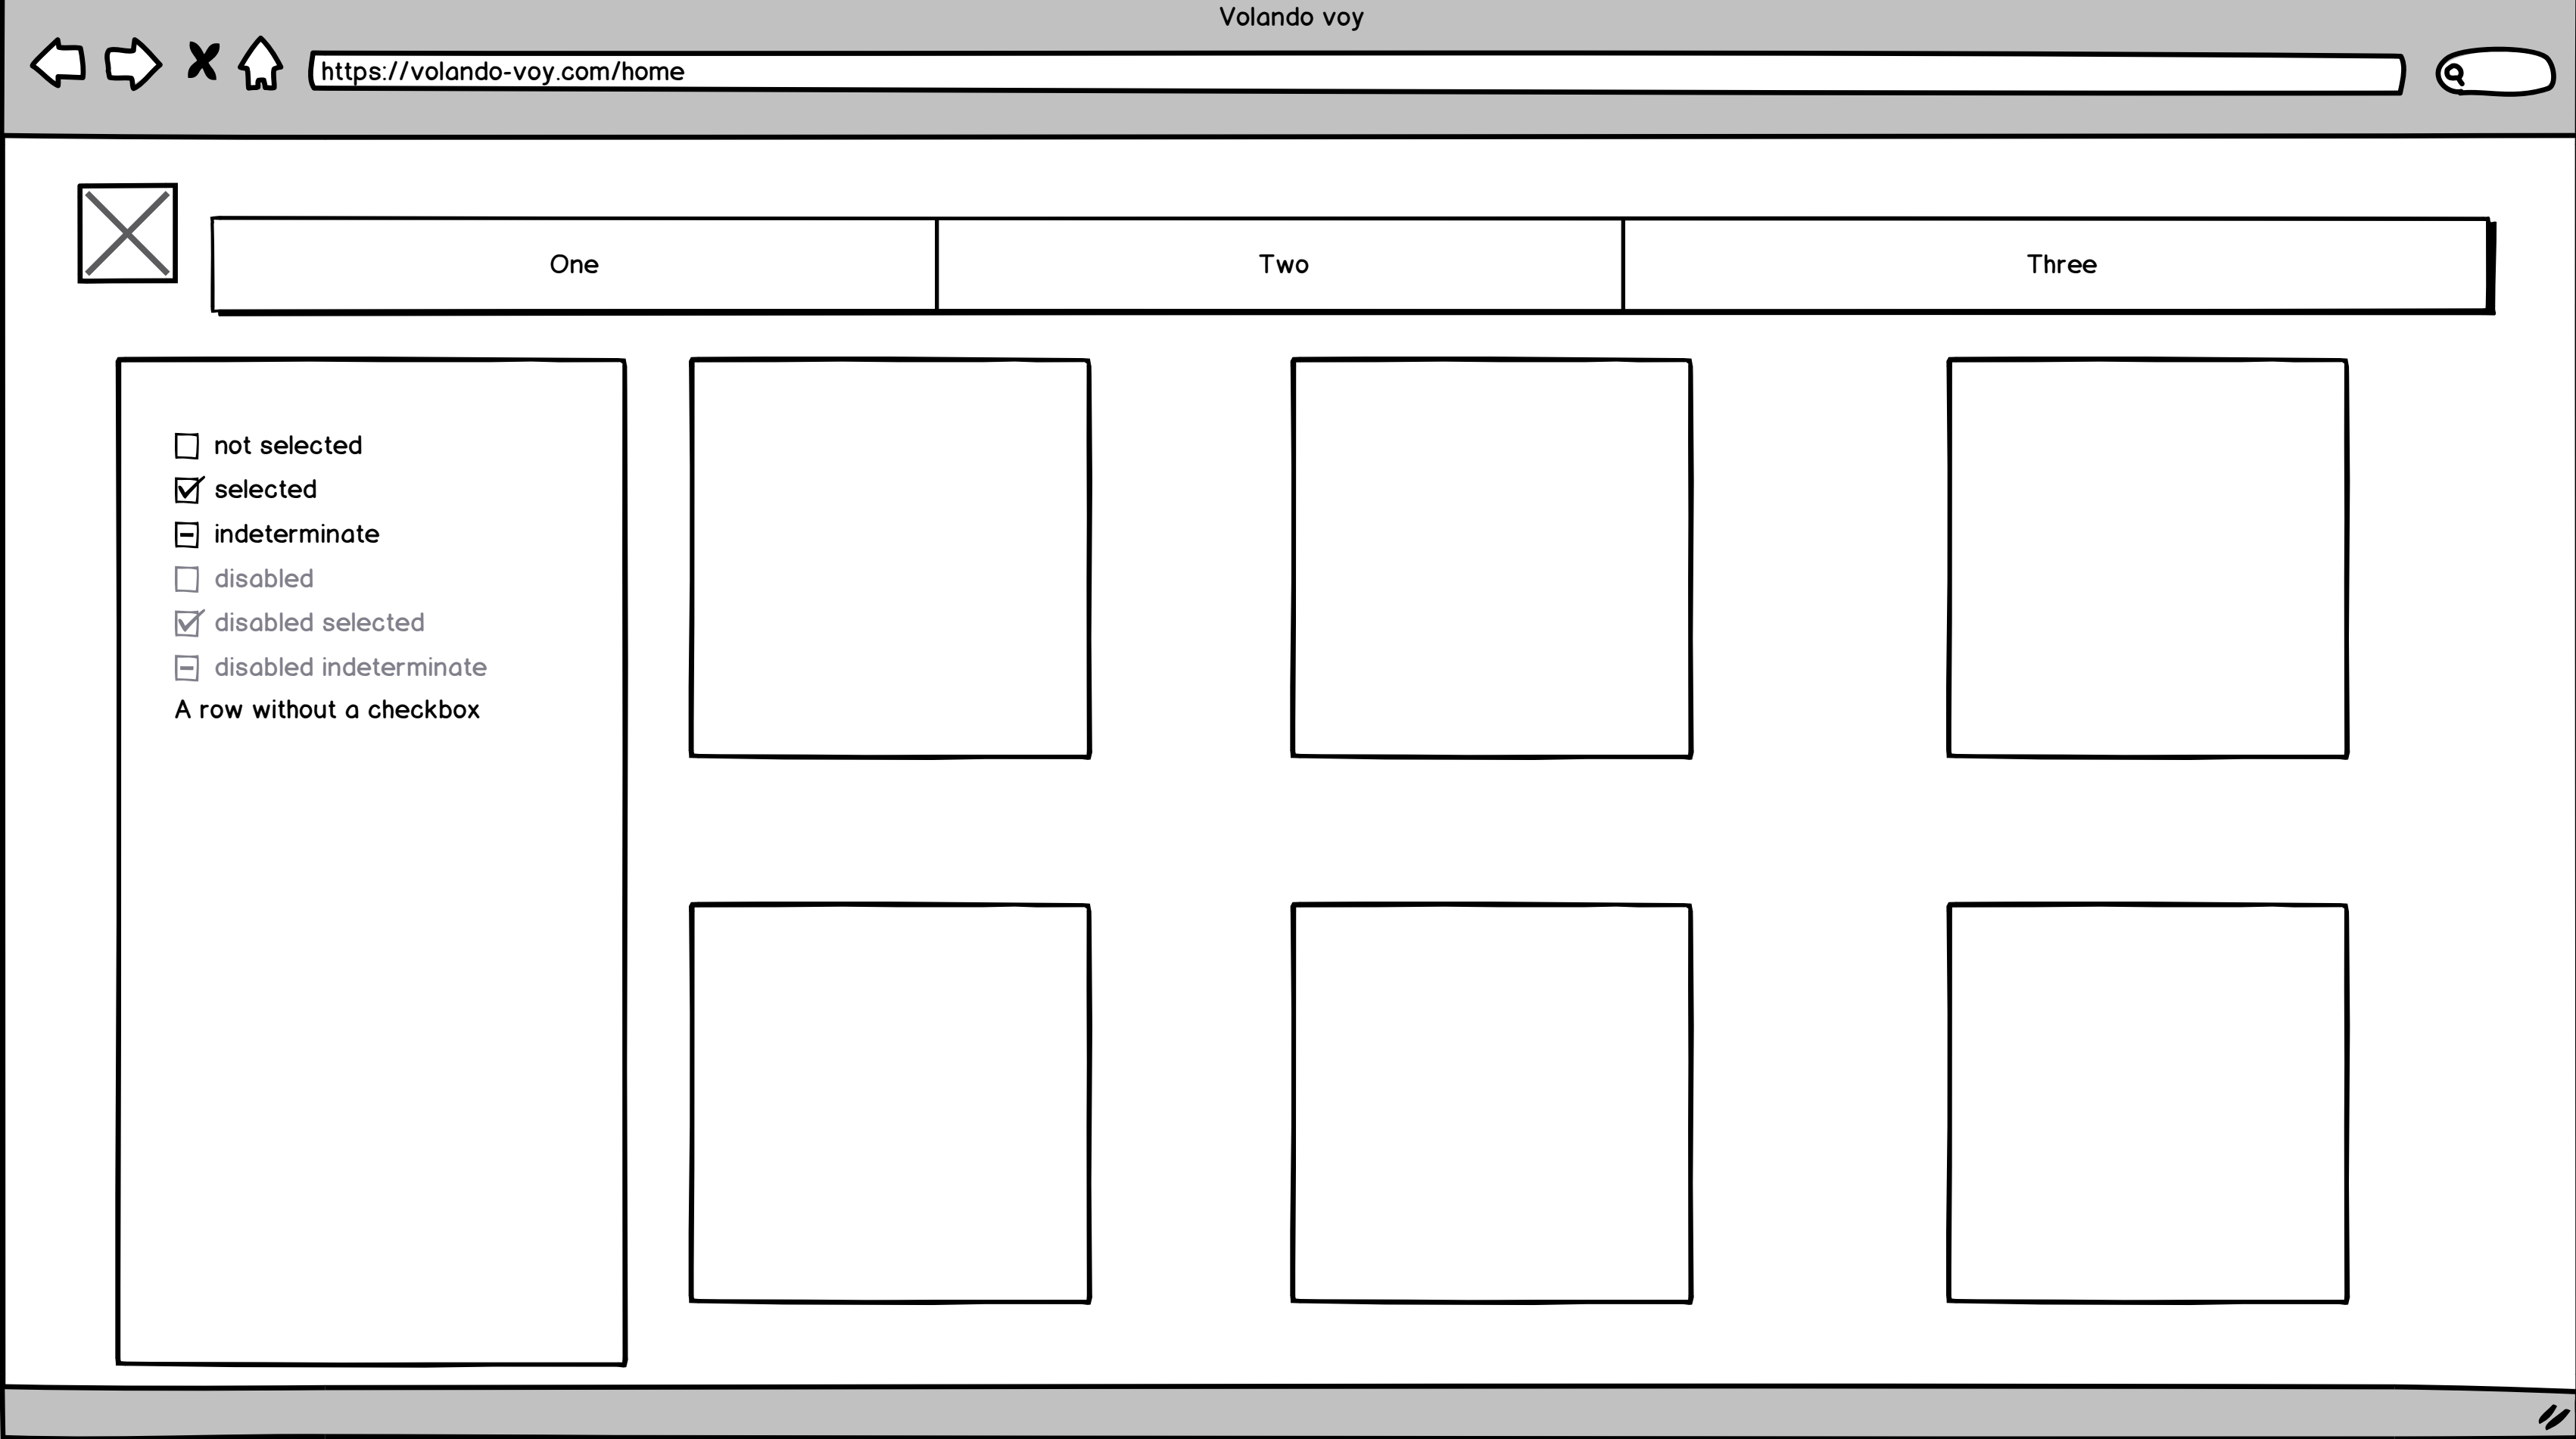 Volando voy
https://volando-voy.com/home
One
Two
Three
not selected
selected
indeterminate
disabled
disabled selected
disabled indeterminate
A row without a checkbox